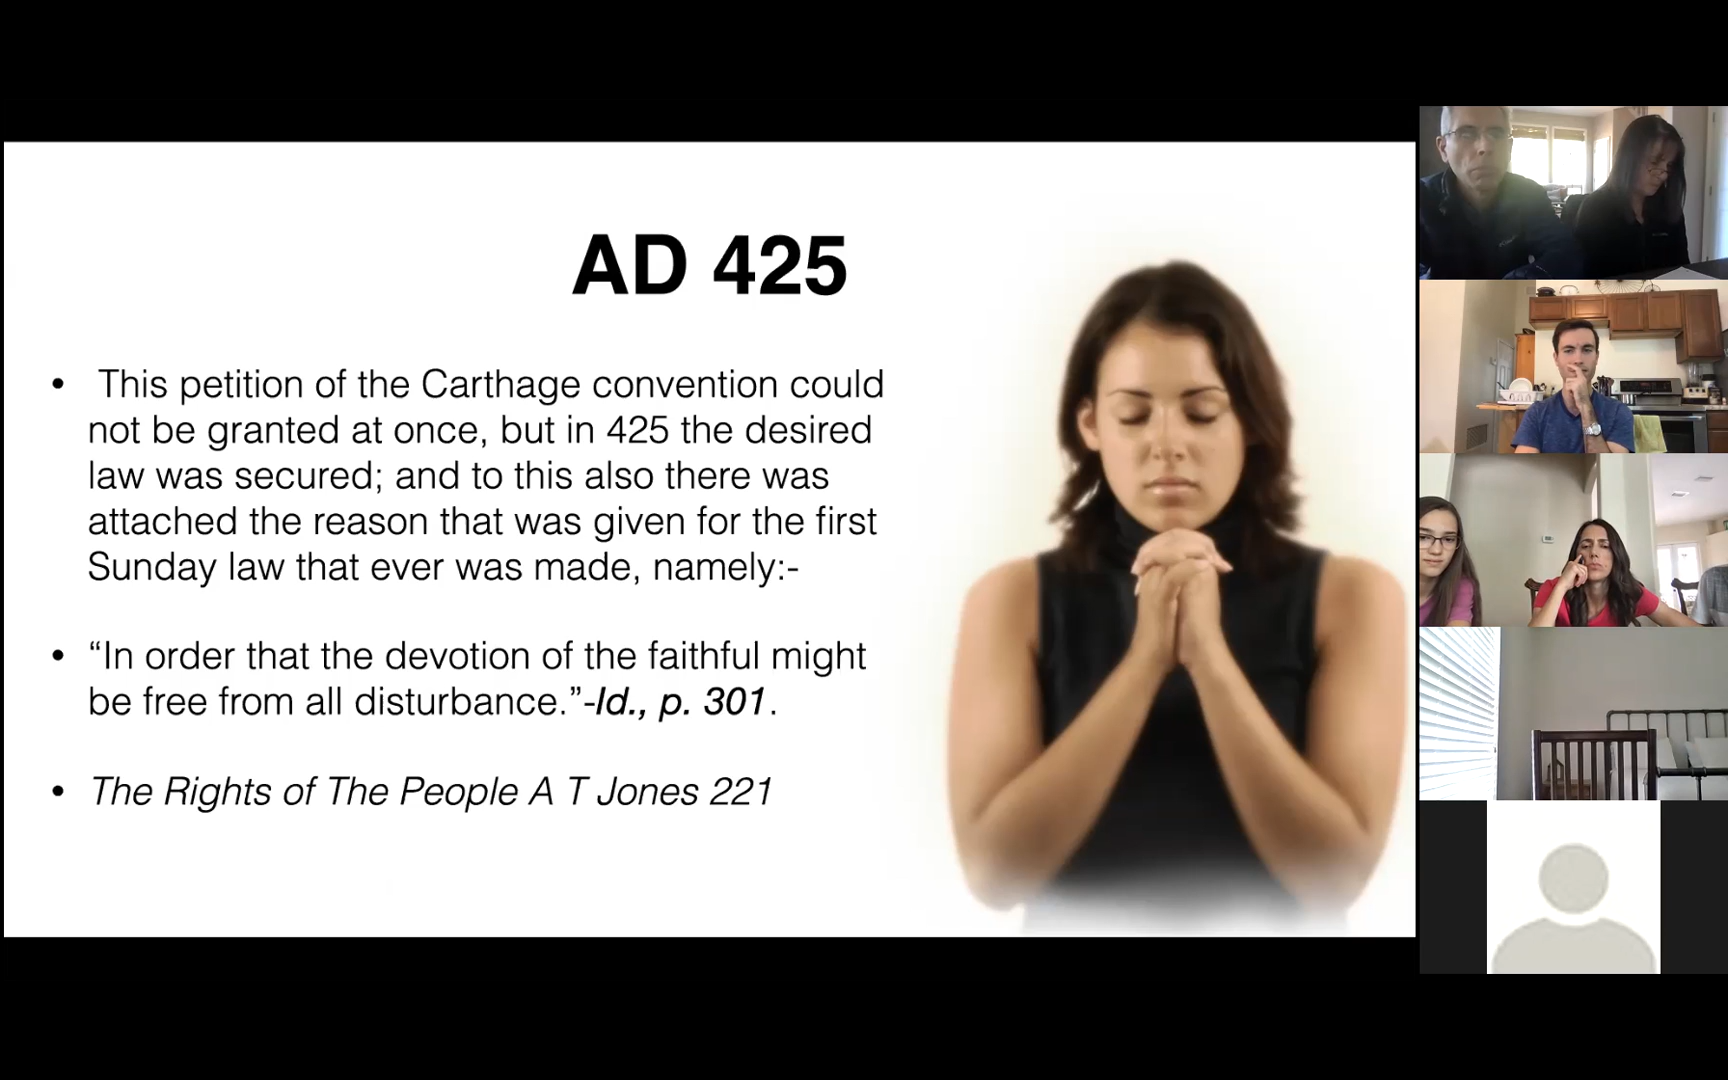 AD 425
• This petition of the Carthage convention could
not be granted at once, but in 425 the desired
law was secured; and to this also there was
attached the reason that was given for the first
Sunday law that ever was made, namely:-
• “In order that the devotion of the faithful might
be free from all disturbance.”-Id., p. 301.
• The Rights of The People A T Jones 221